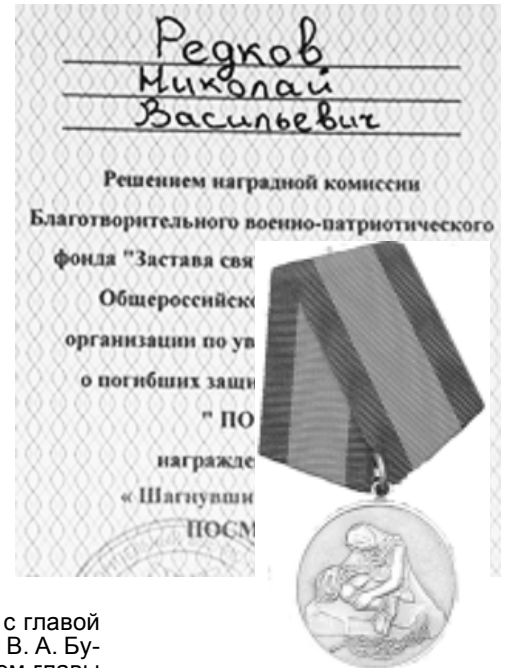 Редков
Николай
Васильевич
Решением наградной комиссии
Благотворительного военно-патриотического
фонда "Застава свя
Общероссийско
организации по ув
о погибших защи
" ПО
награжде
« Шагнувши
ПОСМ
с главой
В. А. Бу-
ом главы